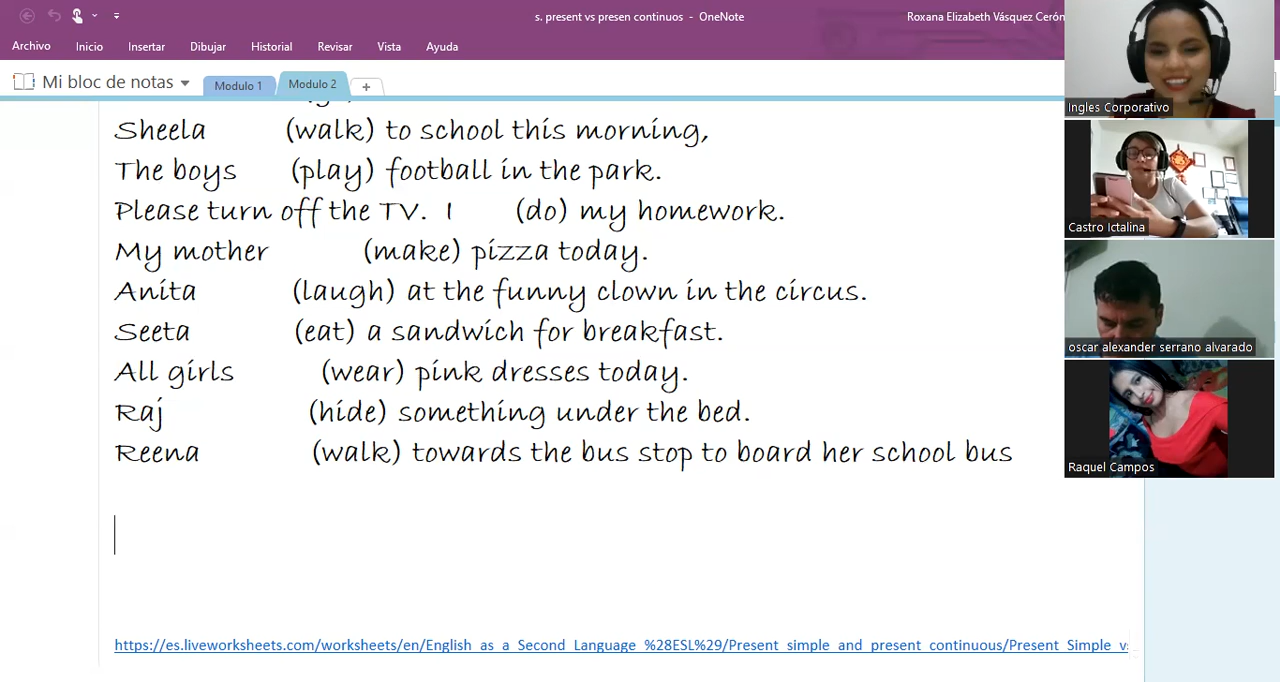 s. present vs presen continuos - OneNote
Roxana Elizabeth Vásquez Cerón
Archivo Inicio Insertar Dibujar Historial Revisar Vista Ayuda
Mi bloc de notas Modulo 1 Modulo 2
Sheela (walk) to school this morning,
The boys (play) football in the park.
Please turn off the TV. I (do) my homework.
My mother (make) pizza today.
Anita (laugh) at the funny clown in the circus.
Seeta (eat) a sandwich for breakfast.
All girls (wear) pink dresses today.
Raj (hide) something under the bed.
Reena (walk) towards the bus stop to board her school bus
https://es.liveworksheets.com/worksheets/en/English_as_a_Second_Language_%28ESL%29/Present_simple_and_present_continuous/Present_Simple_v
Ingles Corporativo
Castro Ictalina
oscar alexander serrano alvarado
Raquel Campos